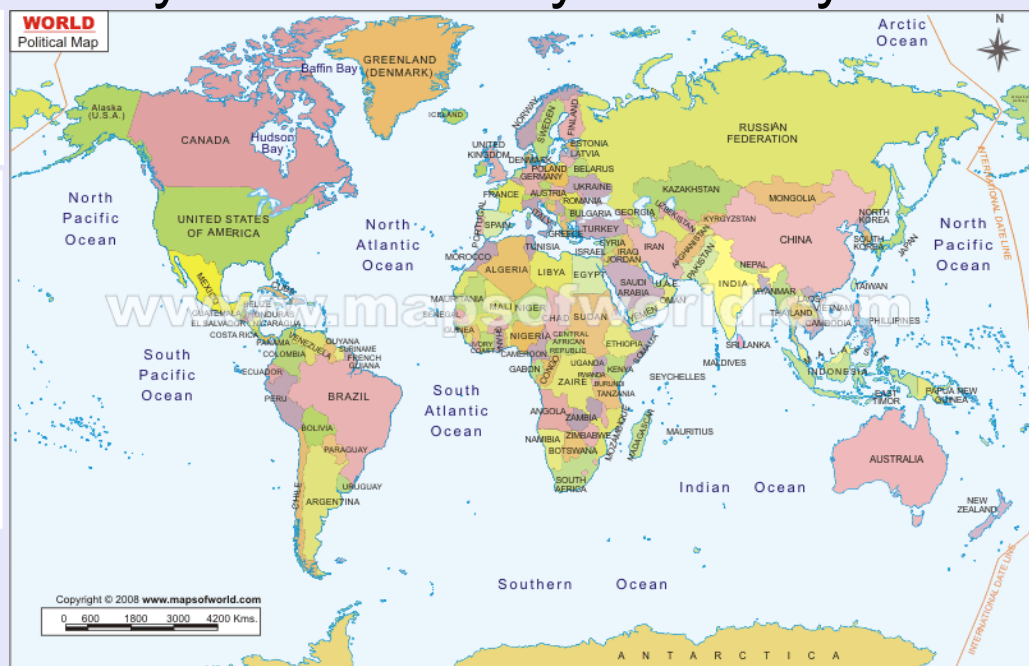 WORLD
Political Map
Arctic
Ocean
N
GREENLAND
(DENMARK)
Baffin Bay
Alaska
(U.S.A.)
ICELAND
NORWAY
SWEDEN
FINLAND
RUSSIAN
FEDERATION
CANADA
Hudson
Bay
UNITED
KINGDOM
ESTONIA
LATVIA
DENMARK
POLAND
BELARUS
GERMANY
UKRAINE
INTERNATIONAL DATE LINE
North
Pacific
Ocean
UNITED STATES
OF AMERICA
North
Atlantic
Ocean
FRANCE
AUSTRIA
ROMANIA
KAZAKHSTAN
MONGOLIA
PORTUGAL
SPAIN
ITALY
BULGARIA
GEORGIA
UZBEKISTAN
KYRGYZSTAN
NORTH
KOREA
SOUTH
KOREA
JAPAN
North
Pacific
Ocean
GREECE
TURKEY
CHINA
TUNISIA
SYRIA
ISRAEL
IRAQ
JORDAN
IRAN
AFGHANISTAN
PAKISTAN
MOROCCO
ALGERIA
LIBYA
EGYPT
SAUDI
ARABIA
U.A.E.
OMAN
NEPAL
INDIA
MYANMAR
TAIWAN
MEXICO
CUBA
www.mapsofworld.com
BELIZE
GUATEMALA
HONDURAS
EL SALVADOR
NICARAGUA
COSTA RICA
PANAMA
MAURITANIA
MALI
NIGER
CHAD
SUDAN
YEMEN
SENEGAL
GUINEA
LAOS
VIETNAM
THAILAND
CAMBODIA
PHILLIPINES
VENEZUELA
GUYANA
SURINAME
FRENCH
GUIANA
COLOMBIA
IVORY
COAST
NIGERIA
CENTRAL
AFRICAN
REPUBLIC
CAMEROON
ETHIOPIA
SOMALIA
SRI LANKA
MALDIVES
MALAYSIA
South
Pacific
Ocean
ECUADOR
GABON
CONGO
UGANDA
KENYA
RWANDA
BURUNDI
ZAIRE
TANZANIA
SEYCHELLES
INDONESIA
EAST
TIMOR
PAPUA NEW
GUINEA
PERU
BRAZIL
South
Atlantic
Ocean
ANGOLA
ZAMBIA
MOZAMBIQUE
MADAGASCAR
MAURITIUS
BOLIVIA
NAMIBIA
ZIMBABWE
BOTSWANA
PARAGUAY
AUSTRALIA
CHILE
URUGUAY
ARGENTINA
SOUTH
AFRICA
Indian Ocean
NEW
ZEALAND
Southern Ocean
INTERNATIONAL DATE LINE
Copyright © 2008 www.mapsofworld.com
0 600 1800 3000 4200 Kms.
ANTARCTICA